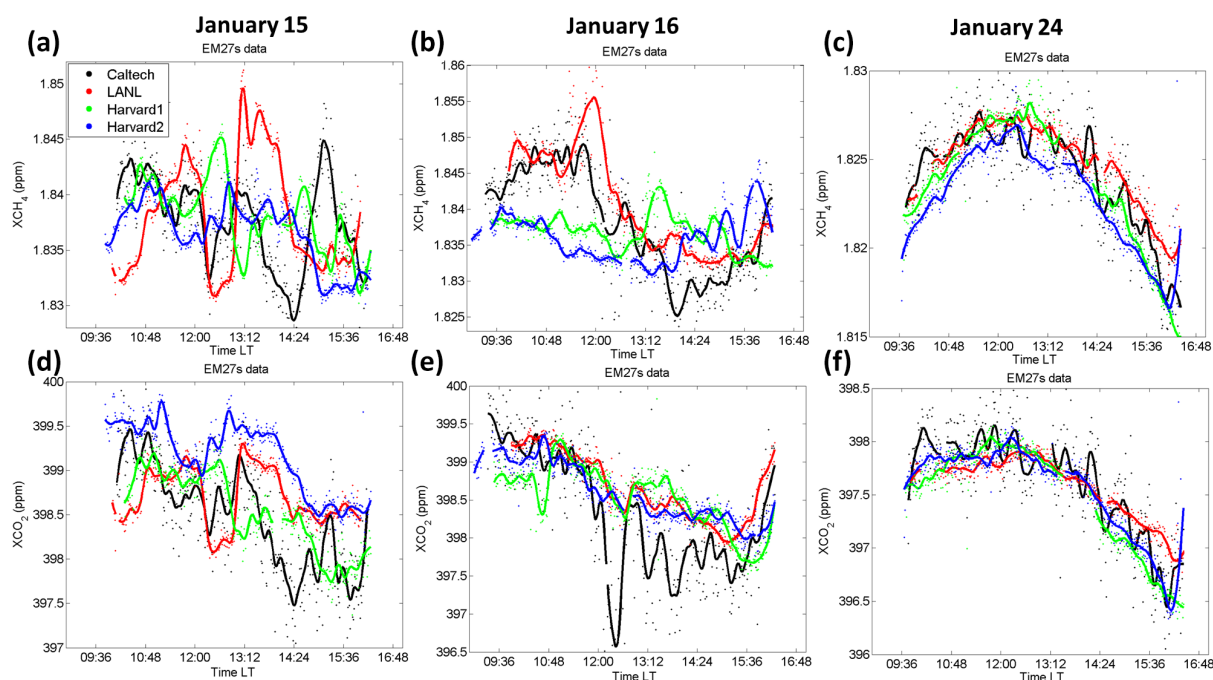 January 15
January 16
January 24
(a)
EM27s data
1.85
1.845
1.84
1.835
1.83
XCH4 (ppm)
Caltech
LANL
Harvard1
Harvard2
09:36 10:48 12:00 13:12 14:24 15:36 16:48
Time LT
(b)
EM27s data
1.86
1.855
1.85
1.845
1.84
1.835
1.83
1.825
XCH4 (ppm)
09:36 10:48 12:00 13:12 14:24 15:36 16:48
Time LT
(c)
EM27s data
1.83
1.825
1.82
1.815
XCH4 (ppm)
09:36 10:48 12:00 13:12 14:24 15:36 16:48
Time LT
(d)
EM27s data
400
399.5
399
398.5
398
397.5
397
XCO2 (ppm)
09:36 10:48 12:00 13:12 14:24 15:36 16:48
Time LT
(e)
EM27s data
400
399.5
399
398.5
398
397.5
397
396.5
XCO2 (ppm)
09:36 10:48 12:00 13:12 14:24 15:36 16:48
Time LT
(f)
EM27s data
398.5
398
397.5
397
396.5
396
XCO2 (ppm)
09:36 10:48 12:00 13:12 14:24 15:36 16:48
Time LT